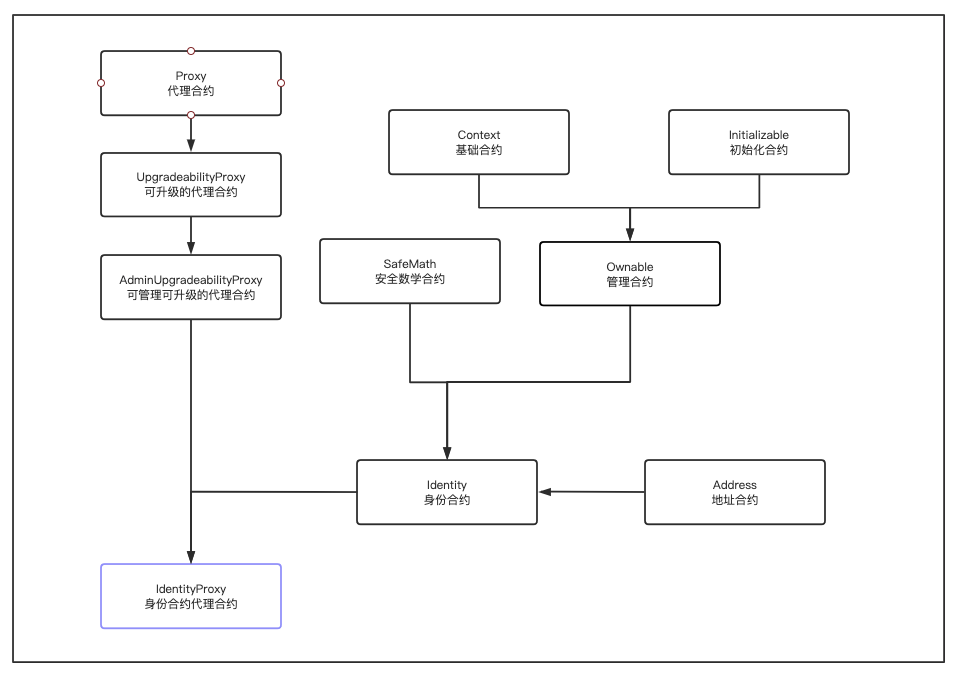 Proxy
代理合约
Context
基础合约
Initializable
初始化合约
UpgradeabilityProxy
可升级的代理合约
SafeMath
安全数学合约
Ownable
管理合约
AdminUpgradeabilityProxy
可管理可升级的代理合约
Identity
身份合约
Address
地址合约
IdentityProxy
身份合约代理合约